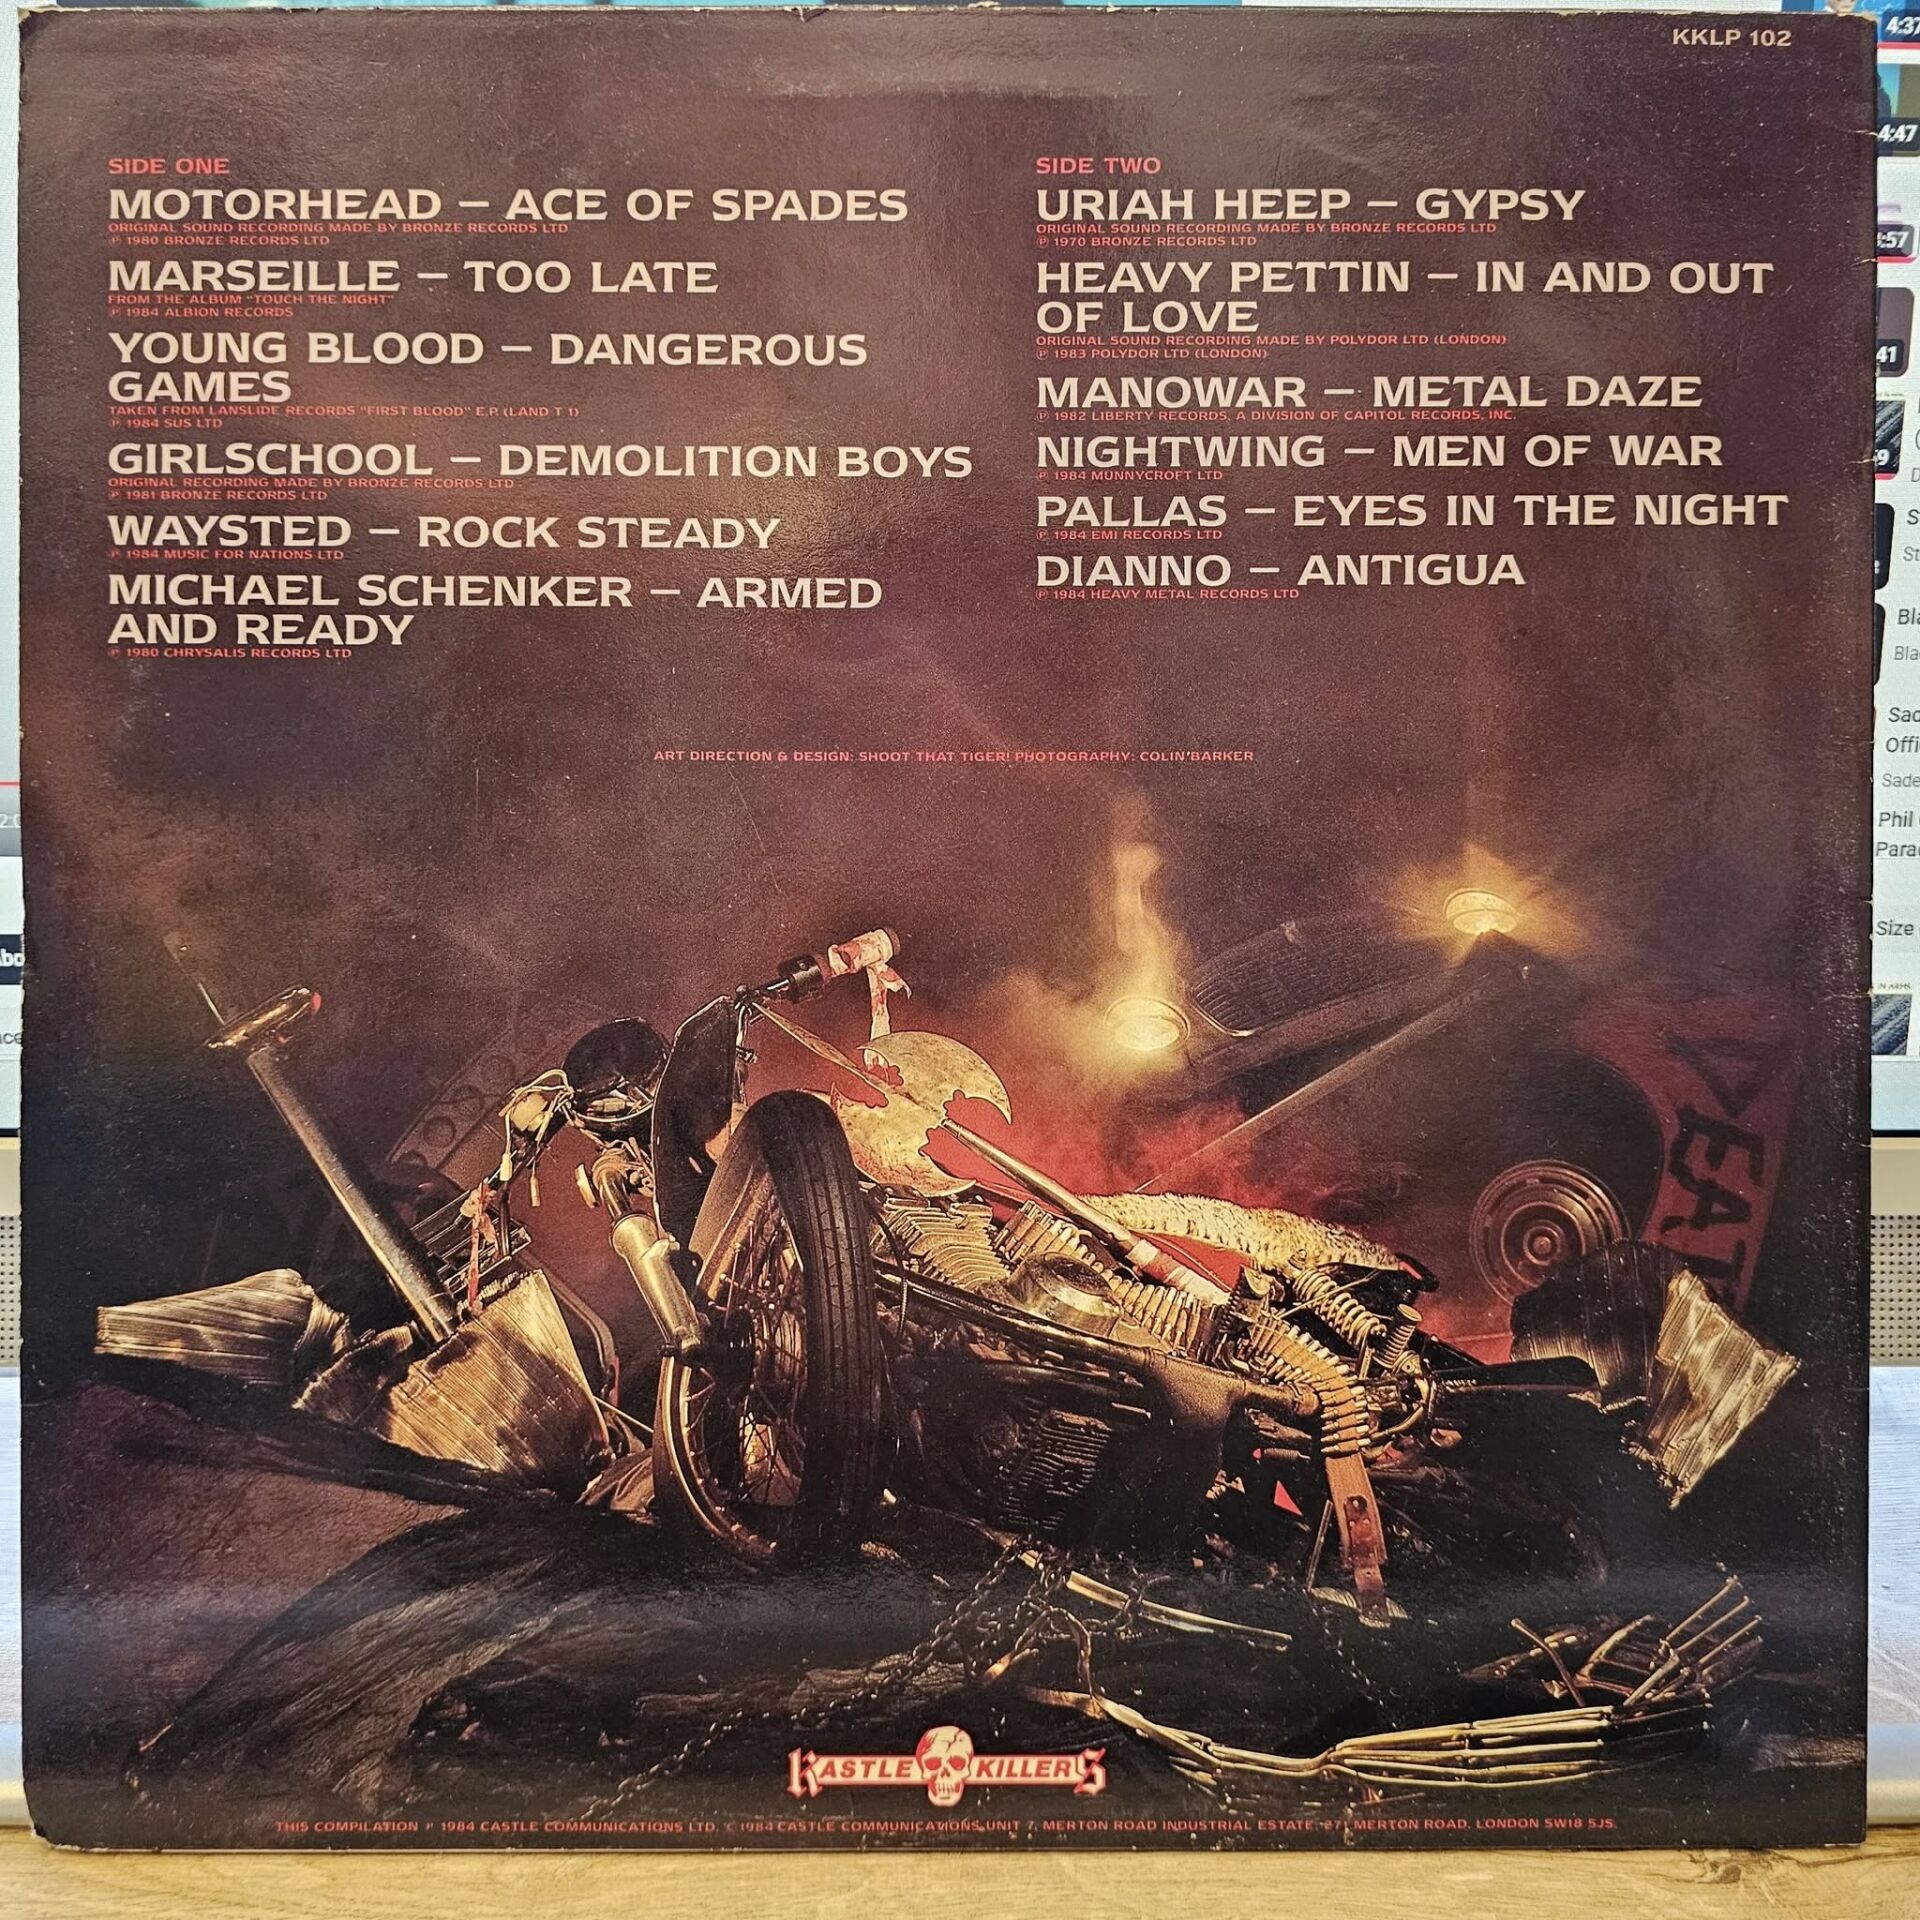 KKLP 102
SIDE ONE
MOTORHEAD – ACE OF SPADES
ORIGINAL SOUND RECORDING MADE BY BRONZE RECORDS LTD
℗ 1980 BRONZE RECORDS LTD
MARSEILLE – TOO LATE
FROM THE ALBUM "TOUCH THE NIGHT"
℗ 1984 ALBION RECORDS
YOUNG BLOOD – DANGEROUS
GAMES
TAKEN FROM LANSLIDE RECORDS "FIRST BLOOD" E.P. (LAND T 1)
℗ 1984 SUS LTD
GIRLSCHOOL – DEMOLITION BOYS
ORIGINAL RECORDING MADE BY BRONZE RECORDS LTD
℗ 1981 BRONZE RECORDS LTD
WAYSTED – ROCK STEADY
℗ 1984 MUSIC FOR NATIONS LTD
MICHAEL SCHENKER – ARMED
AND READY
℗ 1980 CHRYSALIS RECORDS LTD
SIDE TWO
URIAH HEEP – GYPSY
ORIGINAL SOUND RECORDING MADE BY BRONZE RECORDS LTD
℗ 1970 BRONZE RECORDS LTD
HEAVY PETTIN – IN AND OUT
OF LOVE
ORIGINAL SOUND RECORDING MADE BY POLYDOR LTD (LONDON)
℗ 1983 POLYDOR LTD (LONDON)
MANOWAR – METAL DAZE
℗ 1982 LIBERTY RECORDS, A DIVISION OF CAPITOL RECORDS, INC.
NIGHTWING – MEN OF WAR
℗ 1984 MUNNYCROFT LTD
PALLAS – EYES IN THE NIGHT
℗ 1984 EMI RECORDS LTD
DIANNO – ANTIGUA
℗ 1984 HEAVY METAL RECORDS LTD
ART DIRECTION & DESIGN: SHOOT THAT TIGER! PHOTOGRAPHY: COLIN BARKER
KASTLE KILLERS
THIS COMPILATION ℗ 1984 CASTLE COMMUNICATIONS LTD, © 1984 CASTLE COMMUNICATIONS UNIT 7, MERTON ROAD INDUSTRIAL ESTATE, 271 MERTON ROAD, LONDON SW18 5JS.
4:37
4:47
:57
41
Phil
Size